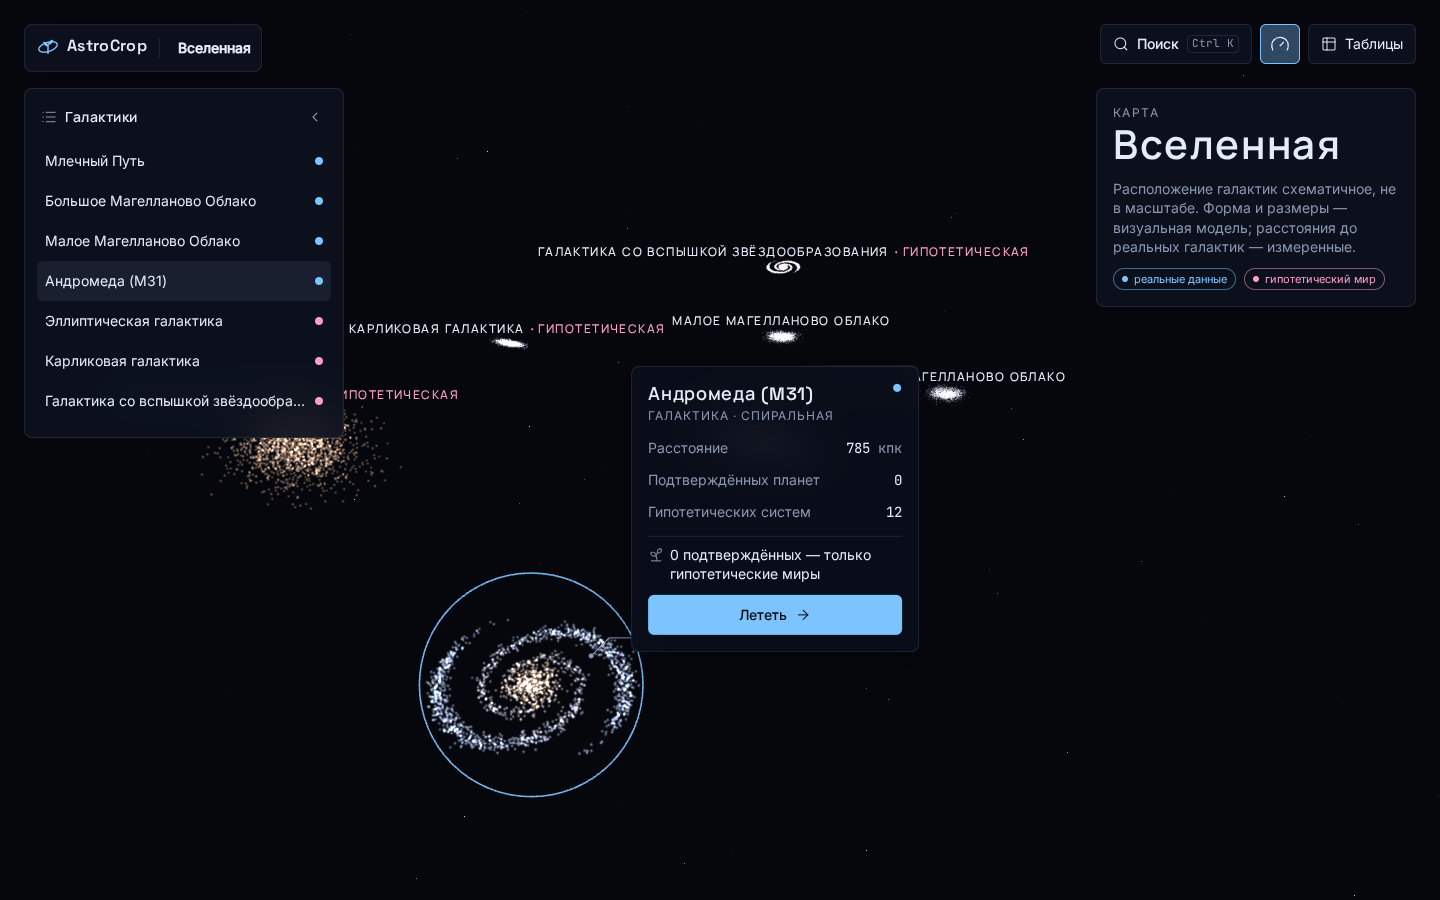 AstroCrop
Вселенная
Поиск
Ctrl K
Таблицы
Галактики
Млечный Путь
Большое Магелланово Облако
Малое Магелланово Облако
Андромеда (M31)
Эллиптическая галактика
Карликовая галактика
Галактика со вспышкой звёздообра...
КАРТА
Вселенная
Расположение галактик схематичное, не
в масштабе. Форма и размеры —
визуальная модель; расстояния до
реальных галактик — измеренные.
реальные данные
гипотетический мир
ГАЛАКТИКА СО ВСПЫШКОЙ ЗВЁЗДООБРАЗОВАНИЯ · ГИПОТЕТИЧЕСКАЯ
КАРЛИКОВАЯ ГАЛАКТИКА · ГИПОТЕТИЧЕСКАЯ
МАЛОЕ МАГЕЛЛАНОВО ОБЛАКО
АГЕЛЛАНОВО ОБЛАКО
ИПОТЕТИЧЕСКАЯ
Андромеда (M31)
ГАЛАКТИКА · СПИРАЛЬНАЯ
Расстояние 785 кпк
Подтверждённых планет 0
Гипотетических систем 12
0 подтверждённых — только
гипотетические миры
Лететь →